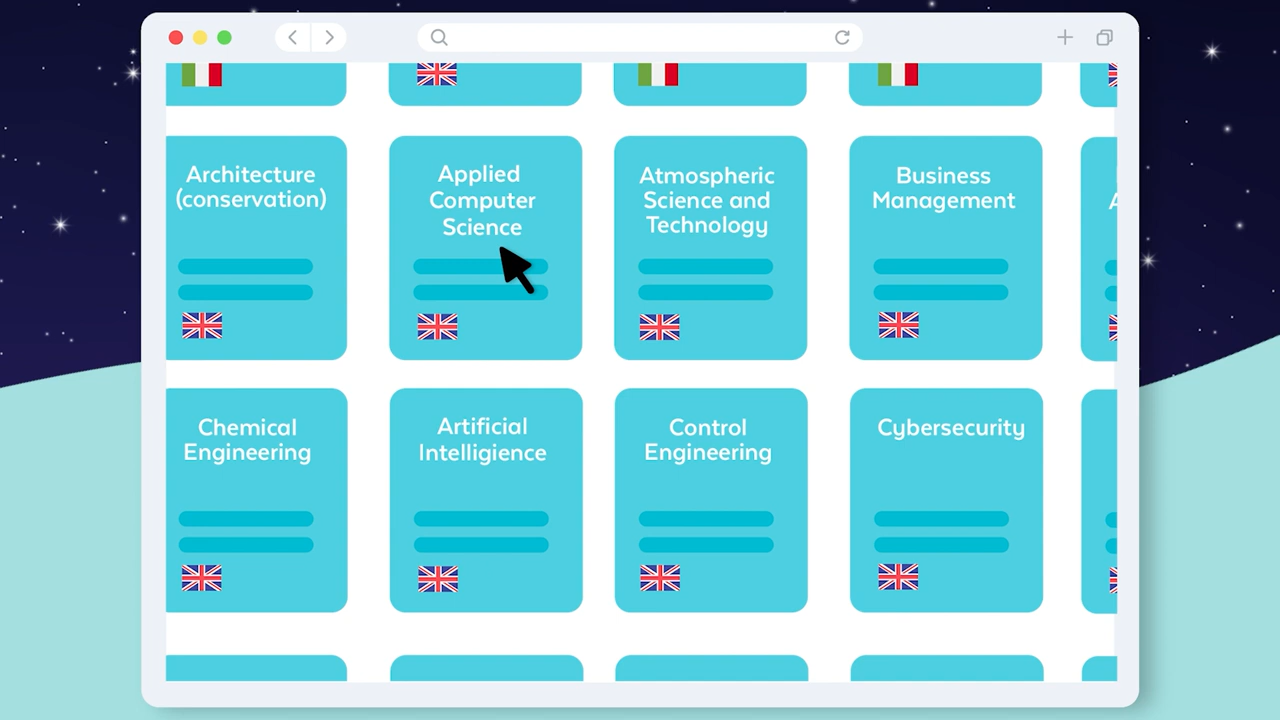 Architecture
(conservation)
Applied
Computer
Science
Atmospheric
Science and
Technology
Business
Management
Chemical
Engineering
Artificial
Intelligience
Control
Engineering
Cybersecurity